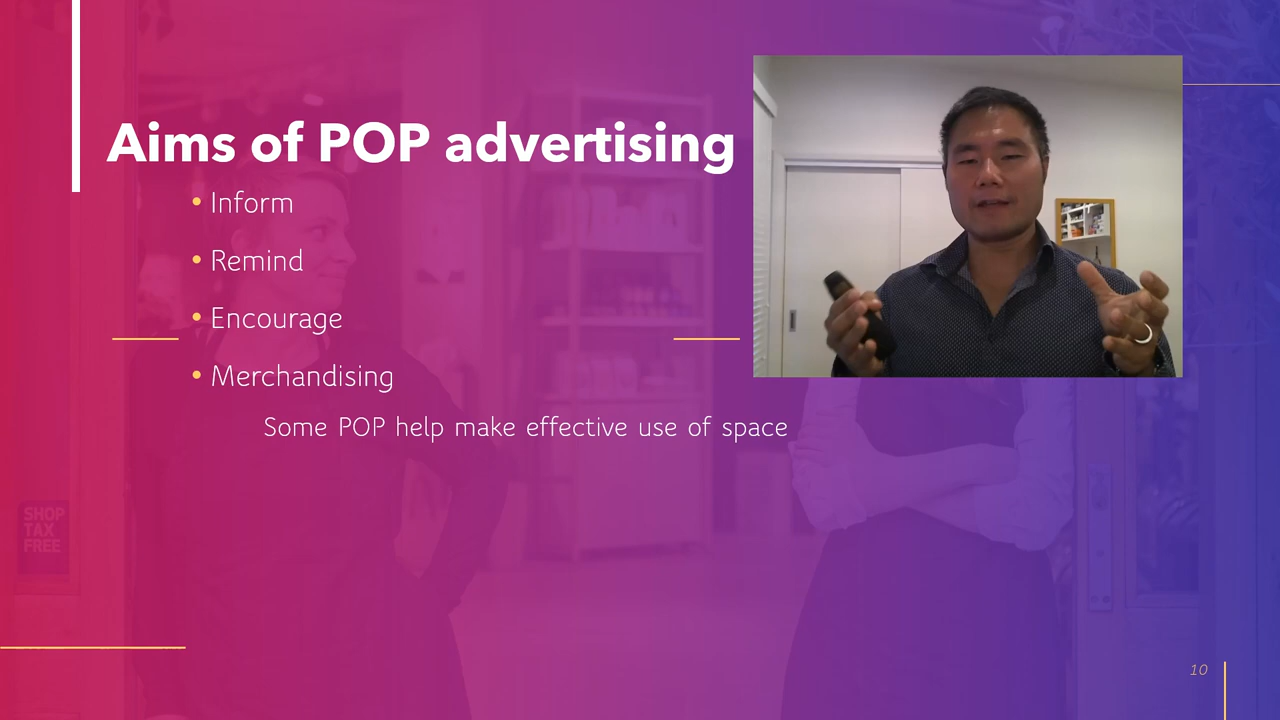 Aims of POP advertising
• Inform
• Remind
• Encourage
• Merchandising
Some POP help make effective use of space
SHOP
TAX
FREE
10